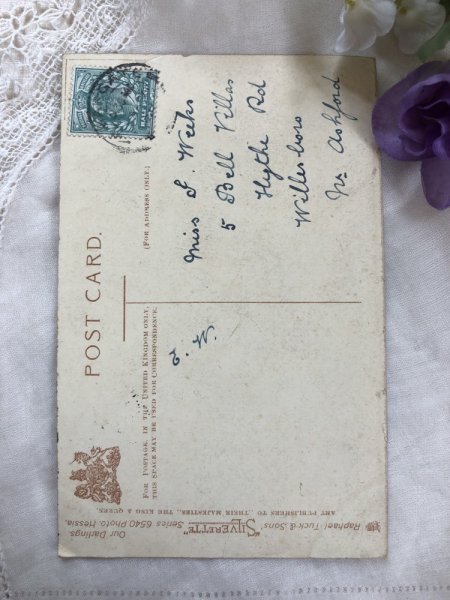 POST CARD.
FOR POSTAGE IN THE UNITED KINGDOM ONLY,
THIS SPACE MAY BE USED FOR CORRESPONDENCE.
(FOR ADDRESS ONLY.)
E. W.
Miss S. Weeks
5 Bell Villas
Hythe Rd
Willesboro
Nr. Ashford
Our Darlings.
Raphael Tuck & Sons' "SILVERETTE" Series 6540 Photo. Hessia.
ART PUBLISHERS TO THEIR MAJESTIES, THE KING & QUEEN.